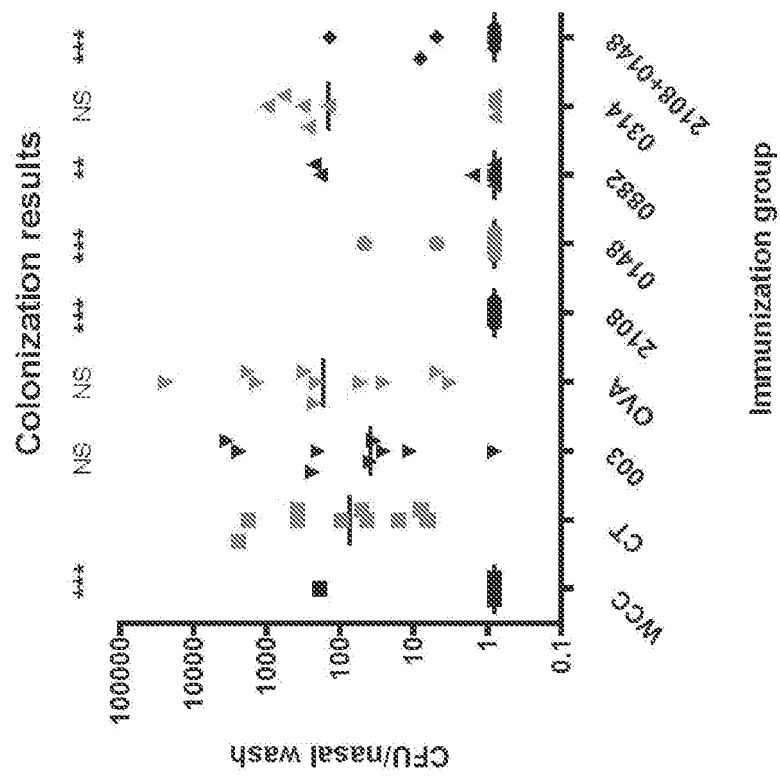 Colonization results
*** NS NS *** *** ** NS ***
100000
10000
1000
100
10
1
0.1
CFU/nasal wash
WCC CT 003 OVA 2108 0148 0882 0314 2108+0148
Immunization group